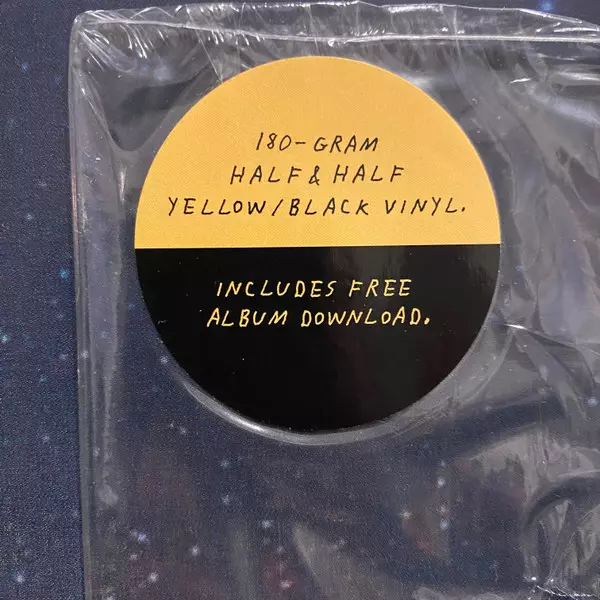 180-GRAM
HALF & HALF
YELLOW/BLACK VINYL.
INCLUDES FREE
ALBUM DOWNLOAD.